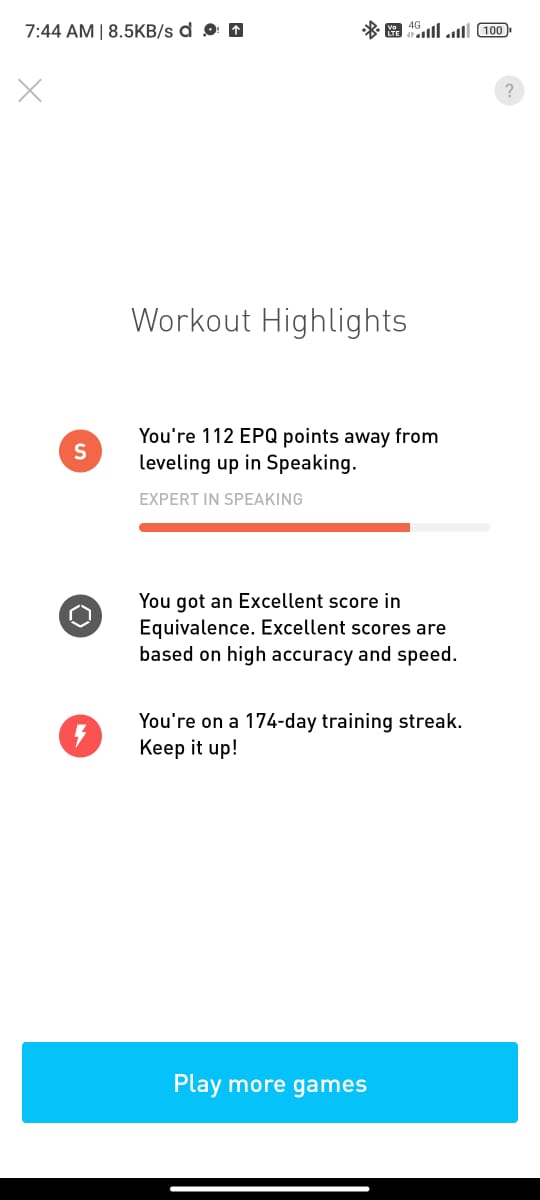 7:44 AM | 8.5KB/s d
Vo LTE 4G 100
?
Workout Highlights
S
You're 112 EPQ points away from
leveling up in Speaking.
EXPERT IN SPEAKING
You got an Excellent score in
Equivalence. Excellent scores are
based on high accuracy and speed.
You're on a 174-day training streak.
Keep it up!
Play more games